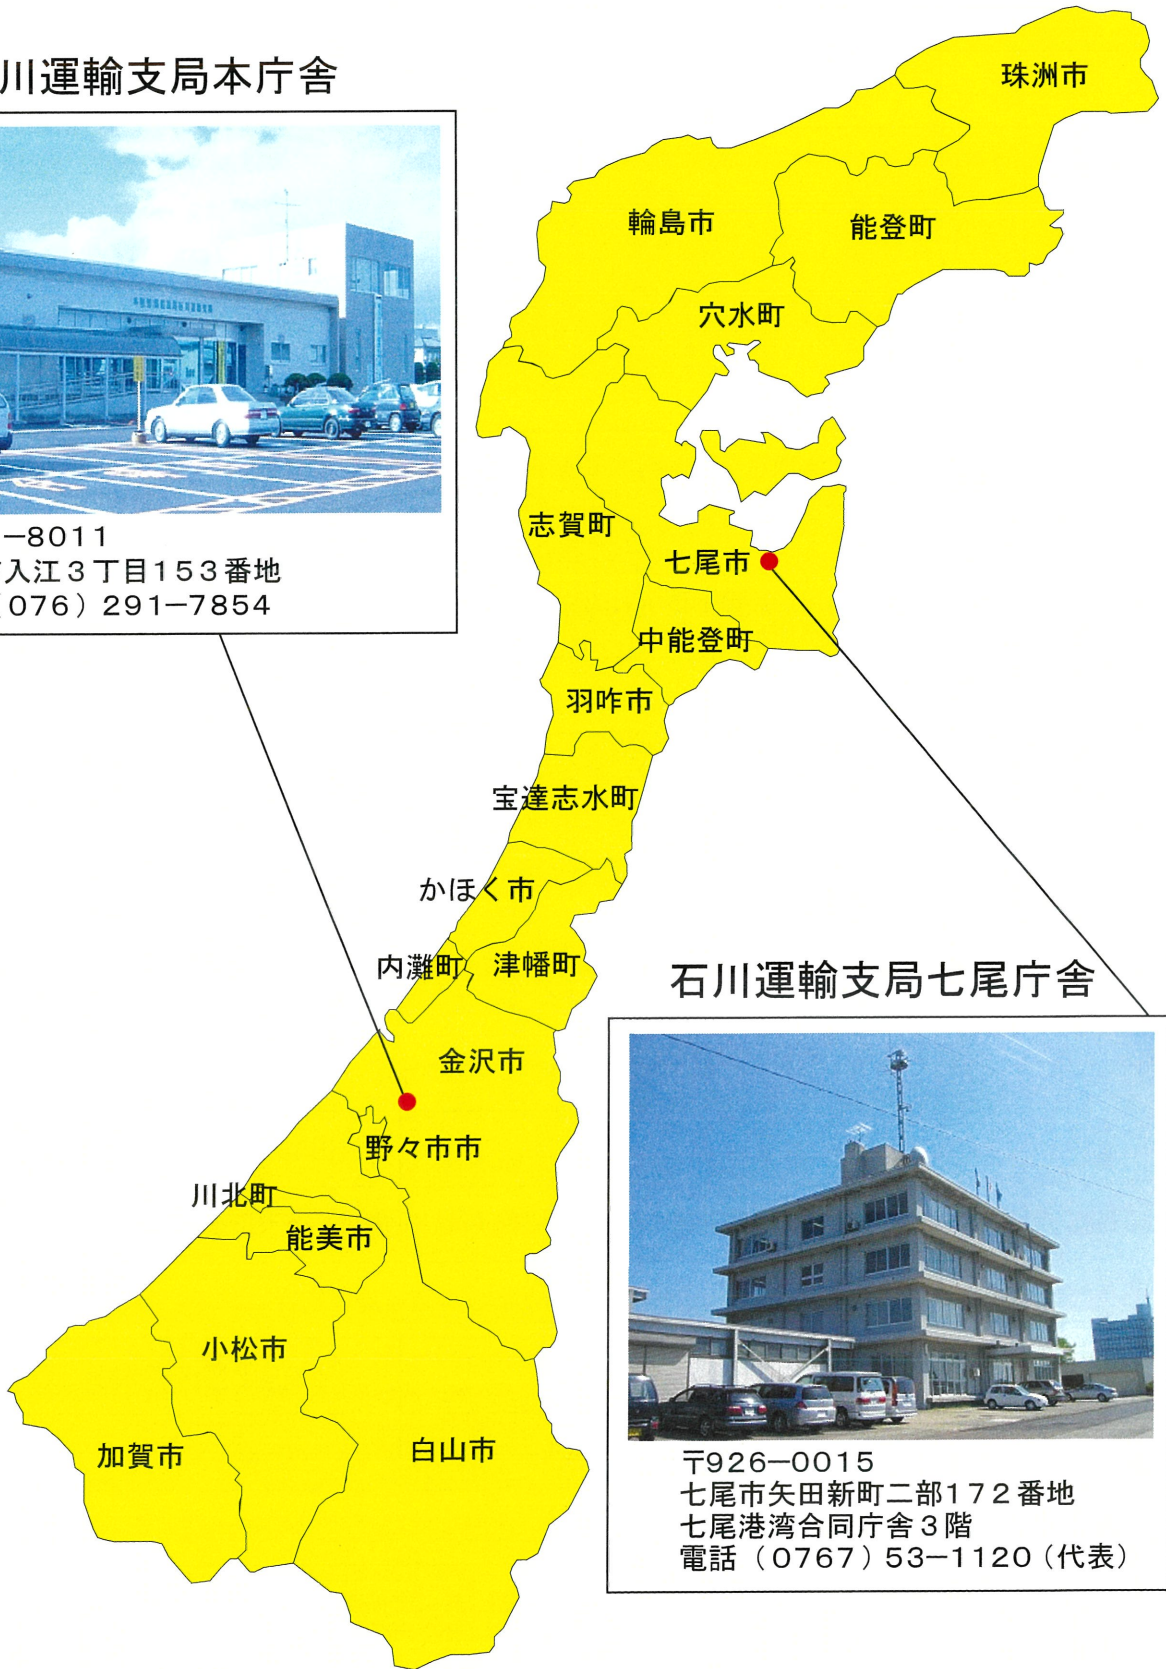 川運輸支局本庁舎
−8011
入江3丁目153番地
(076)291−7854
珠洲市
輪島市
能登町
穴水町
志賀町
七尾市
中能登町
羽咋市
宝達志水町
かほく市
内灘町
津幡町
金沢市
野々市市
川北町
能美市
小松市
加賀市
白山市
石川運輸支局七尾庁舎
〒926−0015
七尾市矢田新町二部172番地
七尾港湾合同庁舎3階
電話(0767)53−1120(代表)